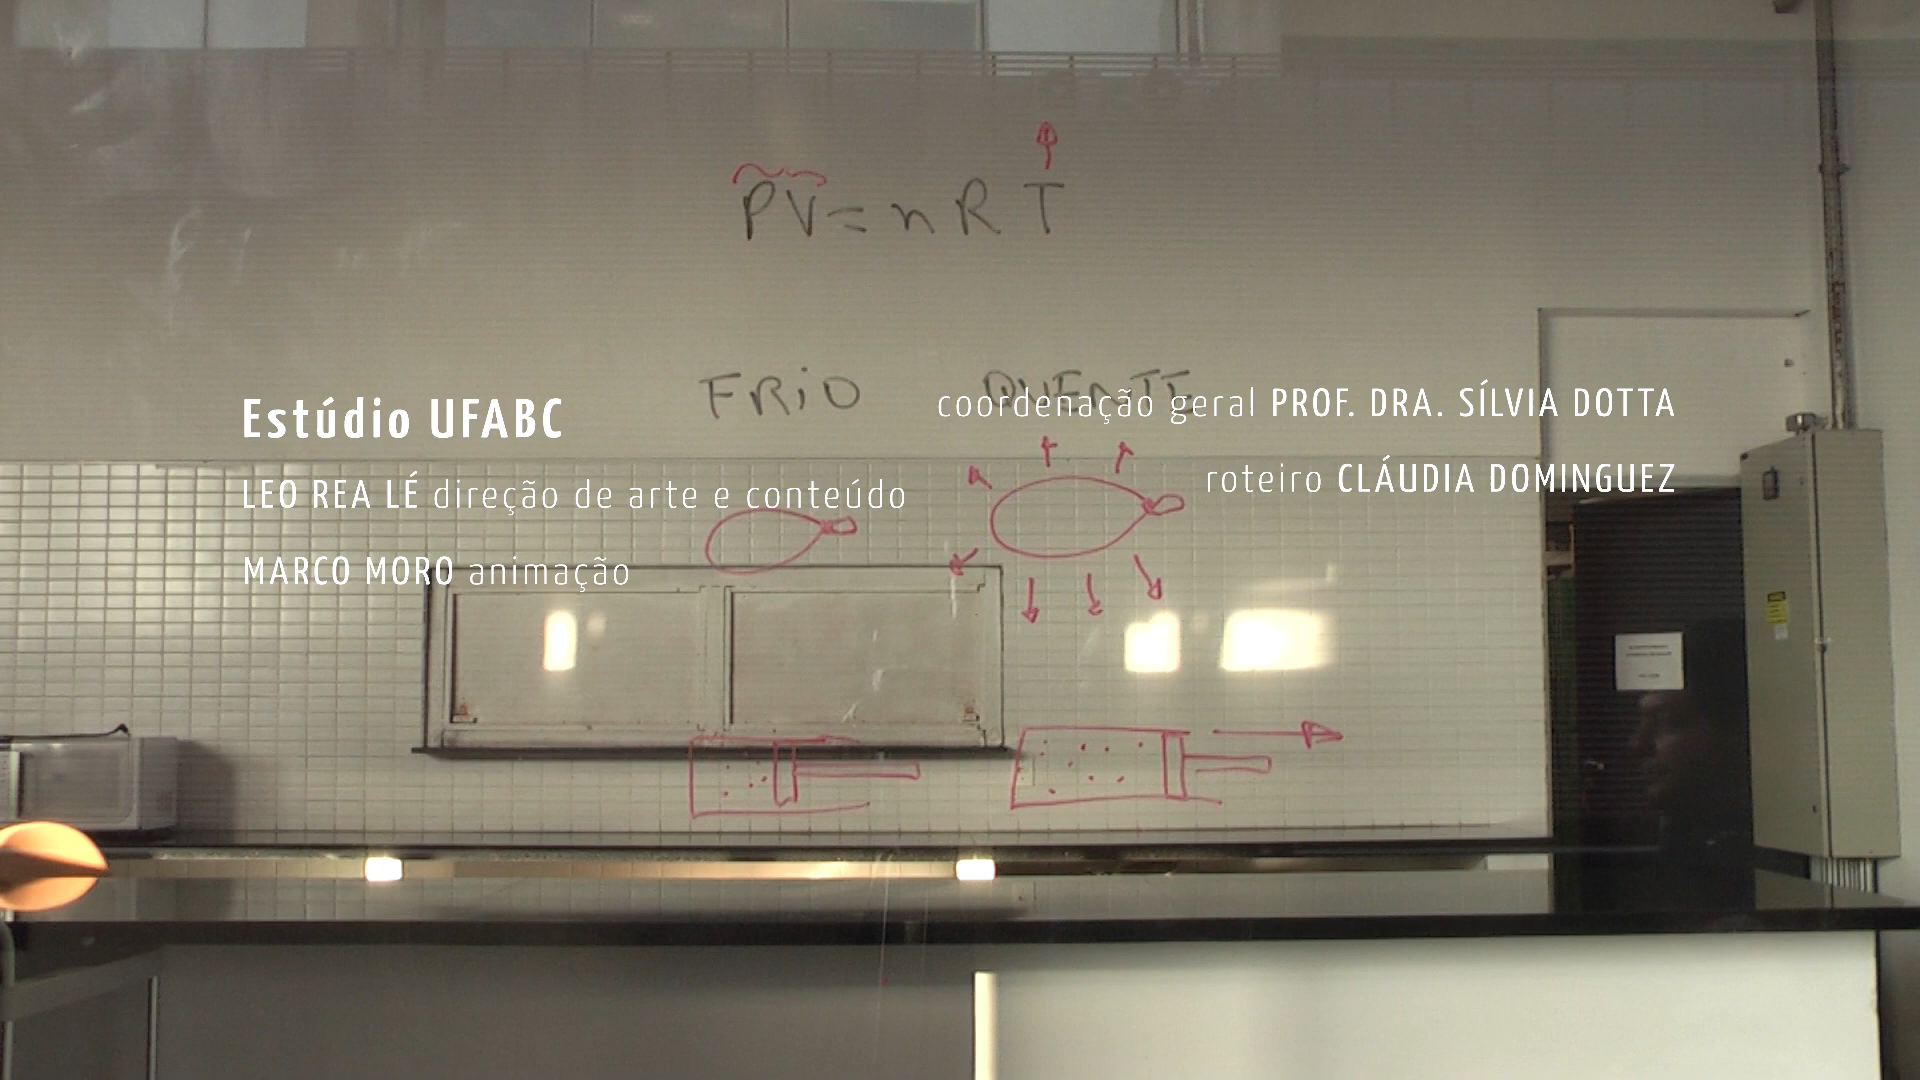 PV = nRT
FRIO QUENTE
Estúdio UFABC
LEO REA LÉ direção de arte e conteúdo
MARCO MORO animação
coordenação geral PROF. DRA. SÍLVIA DOTTA
roteiro CLÁUDIA DOMINGUEZ